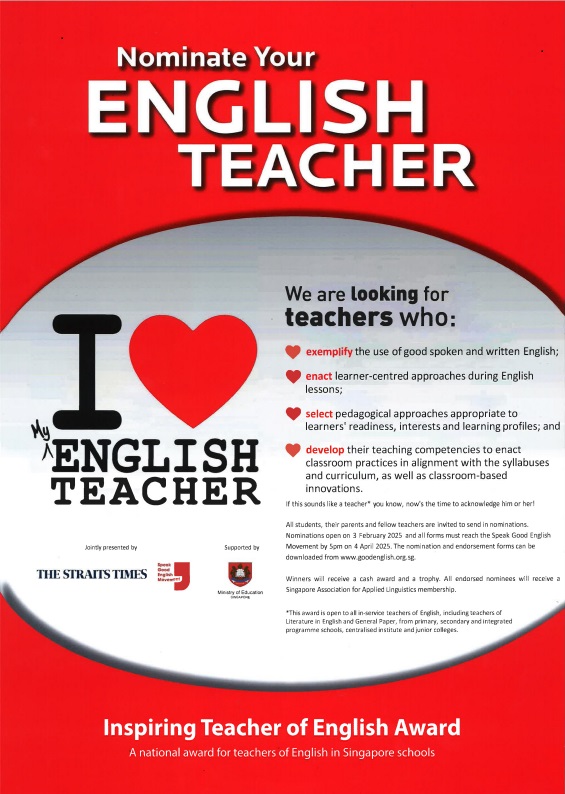 Nominate Your
ENGLISH
TEACHER
We are looking for
teachers who:
exemplify the use of good spoken and written English;
enact learner-centred approaches during English
lessons;
select pedagogical approaches appropriate to
learners' readiness, interests and learning profiles; and
develop their teaching competencies to enact
classroom practices in alignment with the syllabuses
and curriculum, as well as classroom-based
innovations.
I
My
ENGLISH
TEACHER
If this sounds like a teacher* you know, now's the time to acknowledge him or her!
All students, their parents and fellow teachers are invited to send in nominations.
Nominations open on 3 February 2025 and all forms must reach the Speak Good English
Movement by 5pm on 4 April 2025. The nomination and endorsement forms can be
downloaded from www.goodenglish.org.sg.
Winners will receive a cash award and a trophy. All endorsed nominees will receive a
Singapore Association for Applied Linguistics membership.
*This award is open to all in-service teachers of English, including teachers of
Literature in English and General Paper, from primary, secondary and integrated
programme schools, centralised institute and junior colleges.
Jointly presented by
THE STRAITS TIMES
Speak
Good
English
Movement
Supported by
Ministry of Education
SINGAPORE
Inspiring Teacher of English Award
A national award for teachers of English in Singapore schools